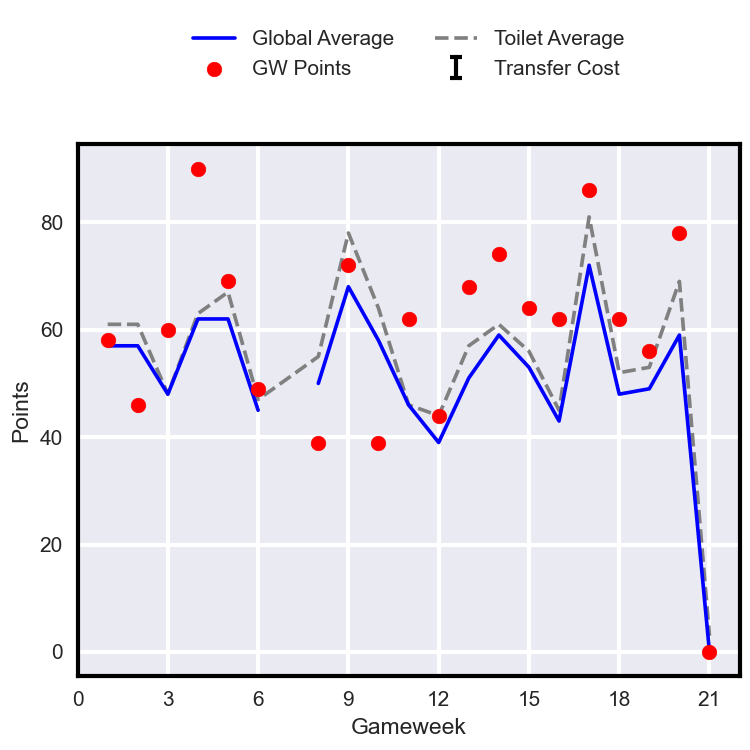 Global Average
Toilet Average
GW Points
Transfer Cost
80
60
40
20
0
Points
0 3 6 9 12 15 18 21
Gameweek